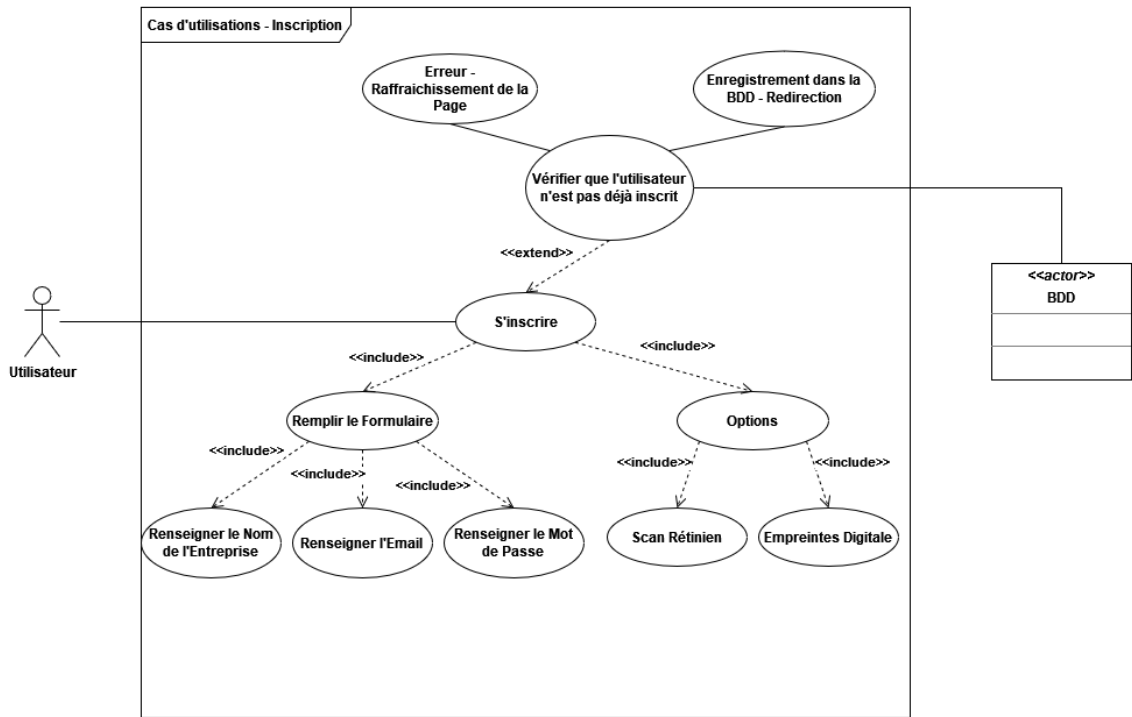 Cas d'utilisations - Inscription
Erreur -
Raffraichissement de la
Page
Enregistrement dans la
BDD - Redirection
Vérifier que l'utilisateur
n'est pas déjà inscrit
<<extend>>
<<actor>>
BDD
S'inscrire
Utilisateur
<<include>>
<<include>>
Remplir le Formulaire
Options
<<include>>
<<include>>
<<include>>
<<include>>
<<include>>
Renseigner le Nom
de l'Entreprise
Renseigner l'Email
Renseigner le Mot
de Passe
Scan Rétinien
Empreintes Digitale